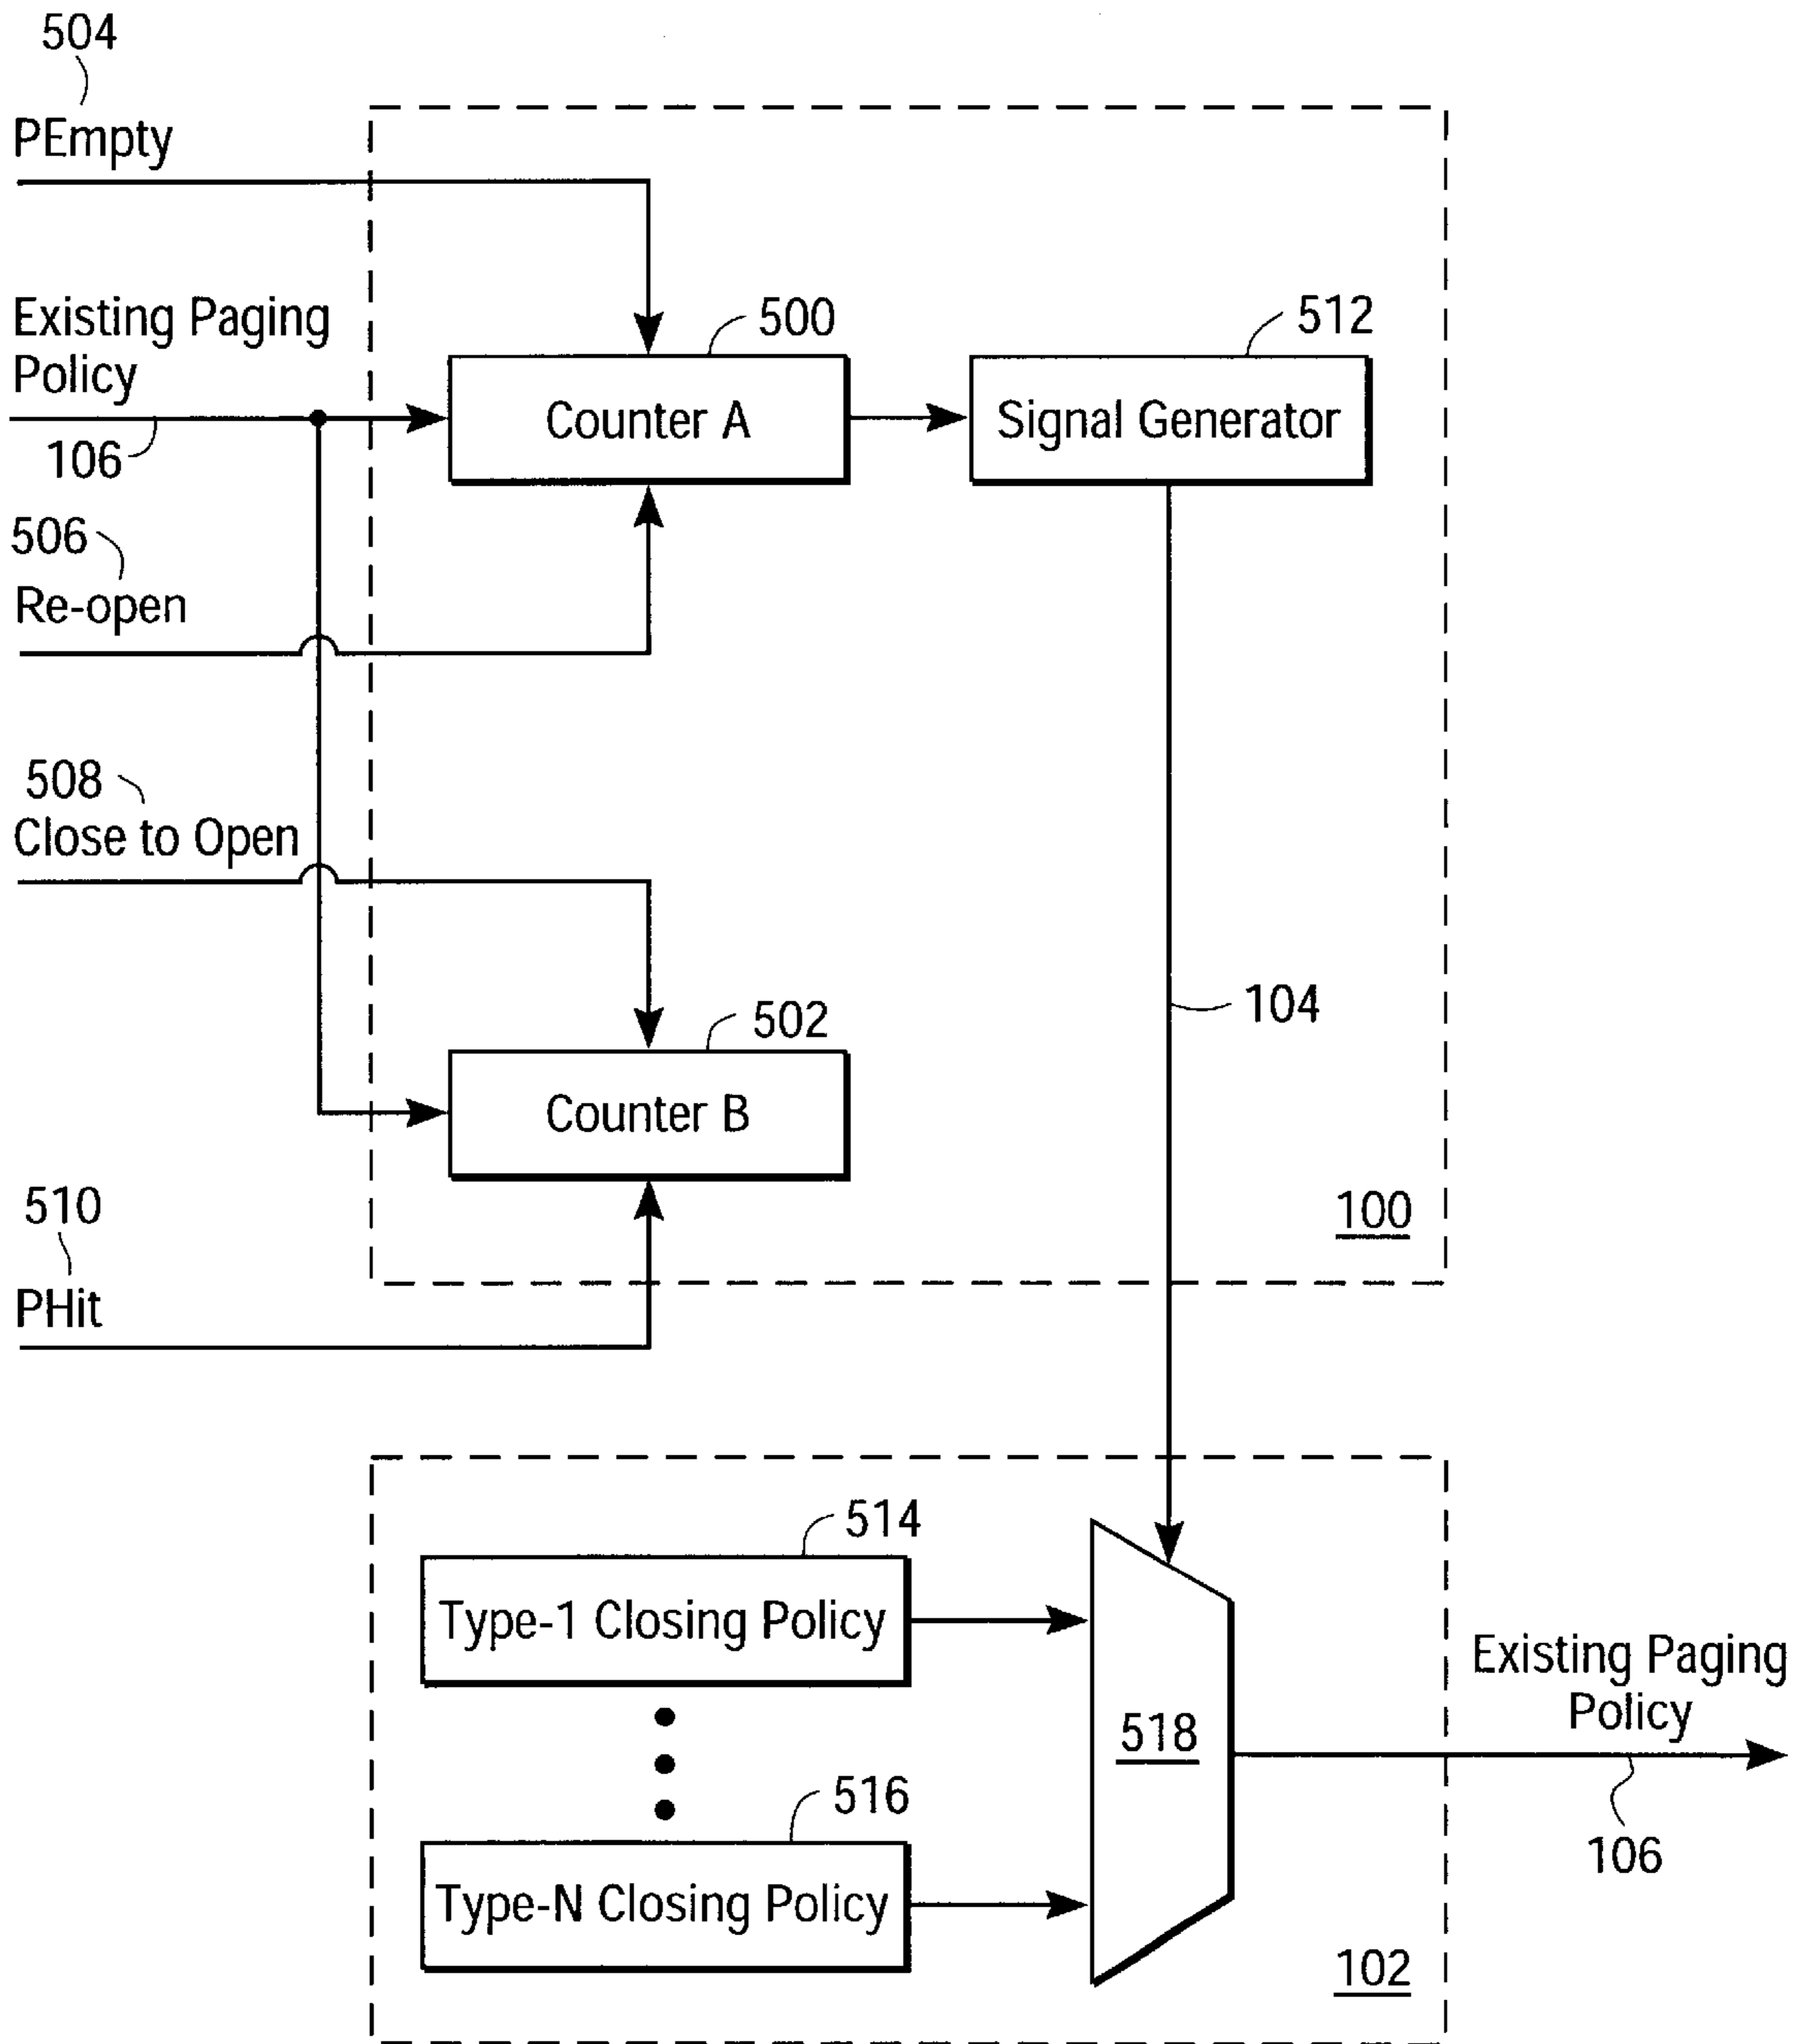 504
PEmpty
Existing Paging
Policy
106
500
Counter A
512
Signal Generator
506
Re-open
508
Close to Open
104
502
Counter B
510
PHit
100
514
Type-1 Closing Policy
518
Existing Paging
Policy
106
516
Type-N Closing Policy
102